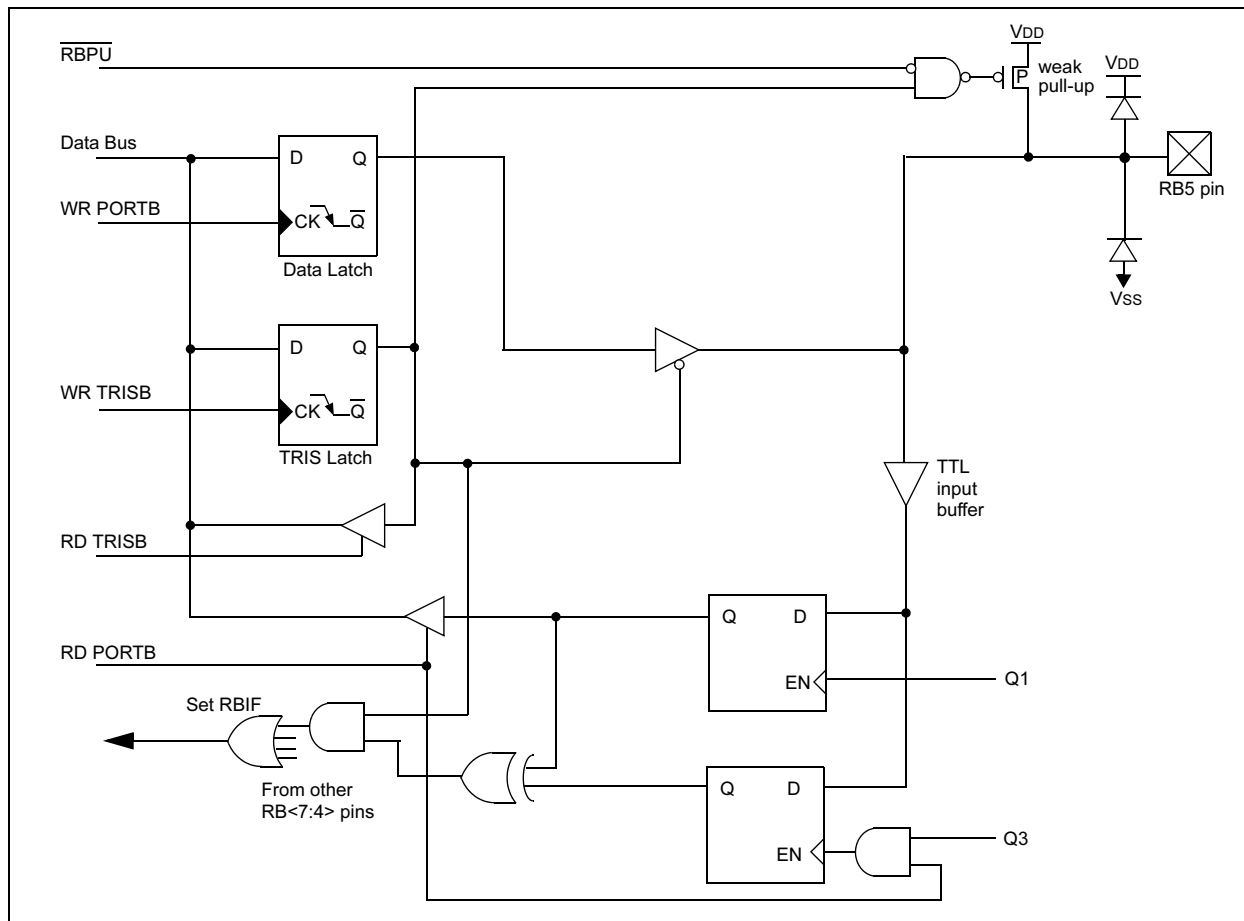 RBPU
VDD
P
weak
pull-up
VDD
Data Bus
D Q
RB5 pin
WR PORTB
CK Q
Data Latch
VSS
D Q
WR TRISB
CK Q
TRIS Latch
TTL
input
buffer
RD TRISB
Q D
RD PORTB
EN
Q1
Set RBIF
From other
RB<7:4> pins
Q D
EN
Q3